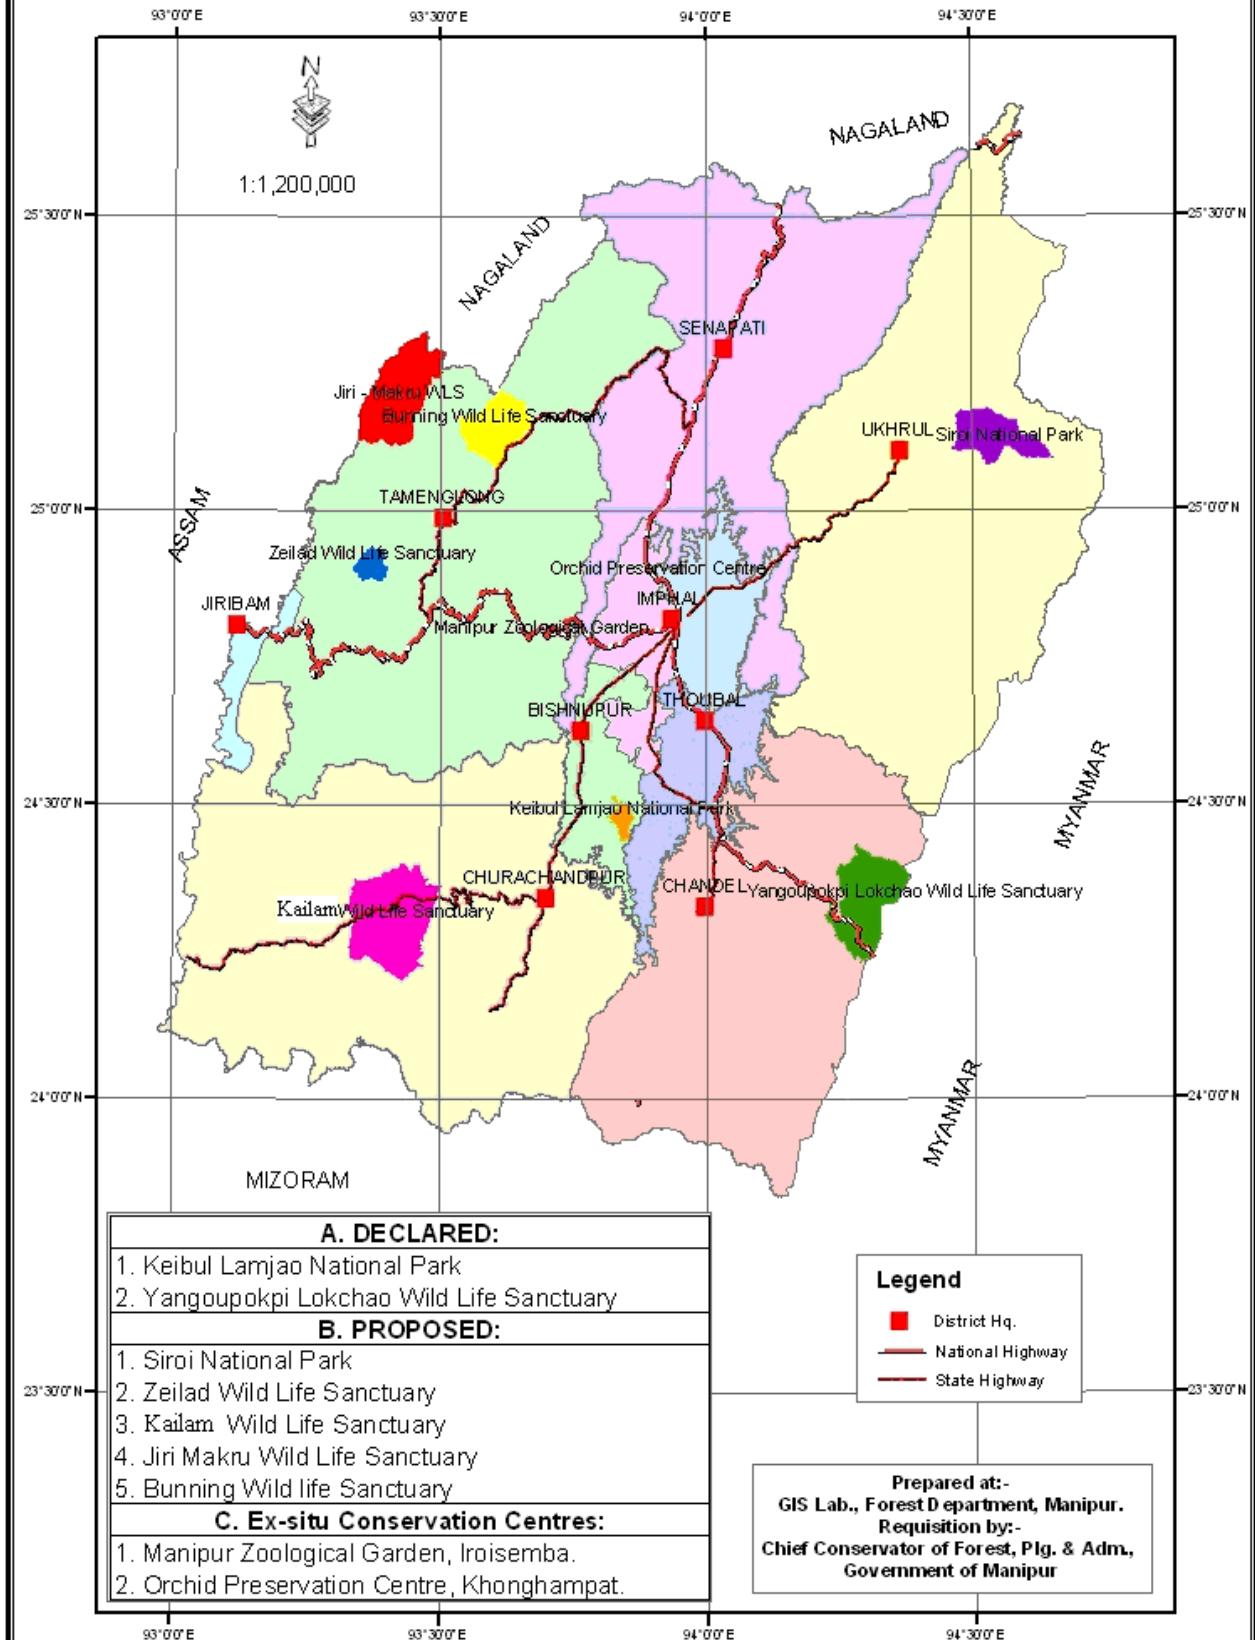 93°0'0"E
93°30'0"E
94°0'0"E
94°30'0"E
N
1:1,200,000
NAGALAND
25°30'0"N
25°30'0"N
NAGALAND
SENAPATI
Jiri - Makru WLS
Bunning Wild Life Sanctuary
UKHRUL
Siroi National Park
TAMENGLONG
25°0'0"N
25°0'0"N
ASSAM
Zeilad Wild Life Sanctuary
Orchid Preservation Centre
JIRIBAM
IMPHAL
Manipur Zoological Garden
THOUBAL
BISHNUPUR
MYANMAR
24°30'0"N
24°30'0"N
Keibul Lamjao National Park
CHURACHANDPUR
CHANDEL
Yangoupokpi Lokchao Wild Life Sanctuary
Kailam Wild Life Sanctuary
24°0'0"N
24°0'0"N
MYANMAR
MIZORAM
A. DECLARED:
1. Keibul Lamjao National Park
2. Yangoupokpi Lokchao Wild Life Sanctuary
B. PROPOSED:
1. Siroi National Park
2. Zeilad Wild Life Sanctuary
3. Kailam Wild Life Sanctuary
4. Jiri Makru Wild Life Sanctuary
5. Bunning Wild life Sanctuary
C. Ex-situ Conservation Centres:
1. Manipur Zoological Garden, Iroisemba.
2. Orchid Preservation Centre, Khonghampat.
Legend
District Hq.
National Highway
State Highway
23°30'0"N
23°30'0"N
Prepared at:-
GIS Lab., Forest Department, Manipur.
Requisition by:-
Chief Conservator of Forest, Plg. & Adm.,
Government of Manipur
93°0'0"E
93°30'0"E
94°0'0"E
94°30'0"E